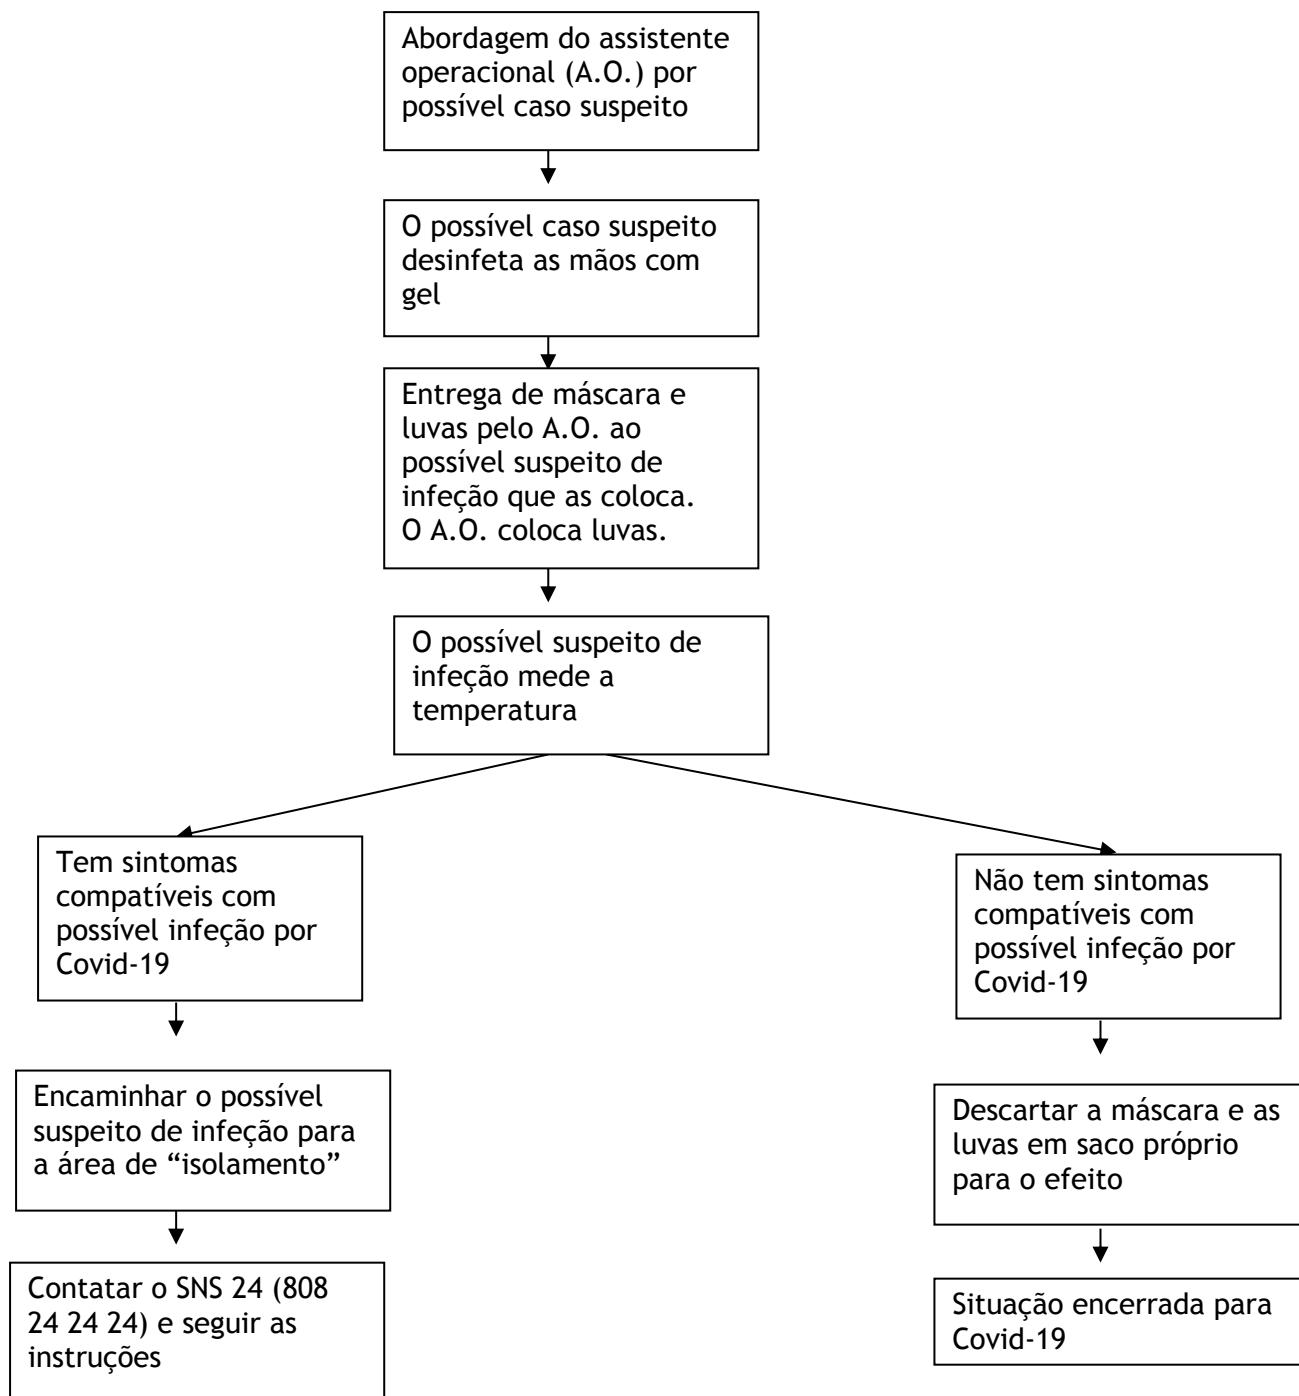 Abordagem do assistente
operacional (A.O.) por
possível caso suspeito
O possível caso suspeito
desinfeta as mãos com
gel
Entrega de máscara e
luvas pelo A.O. ao
possível suspeito de
infeção que as coloca.
O A.O. coloca luvas.
O possível suspeito de
infeção mede a
temperatura
Tem sintomas
compatíveis com
possível infeção por
Covid-19
Encaminhar o possível
suspeito de infeção para
a área de “isolamento”
Contatar o SNS 24 (808
24 24 24) e seguir as
instruções
Não tem sintomas
compatíveis com
possível infeção por
Covid-19
Descartar a máscara e as
luvas em saco próprio
para o efeito
Situação encerrada para
Covid-19